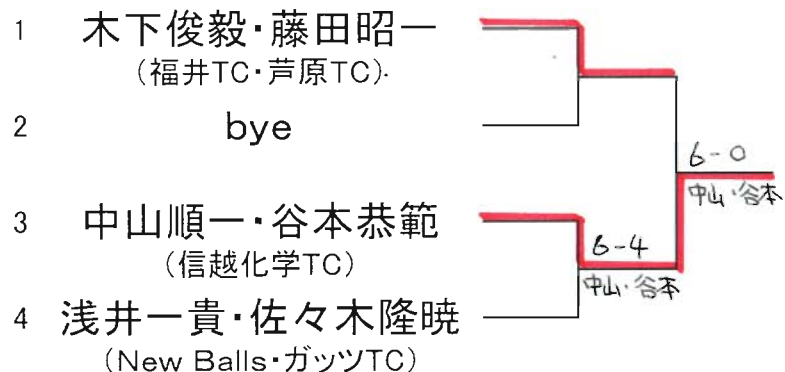 1 木下俊毅・藤田昭一
(福井TC・芦原TC)
2 bye
6-0
中山・谷本
3 中山順一・谷本恭範
(信越化学TC)
6-4
中山・谷本
4 浅井一貴・佐々木隆暁
(New Balls・ガッツTC)